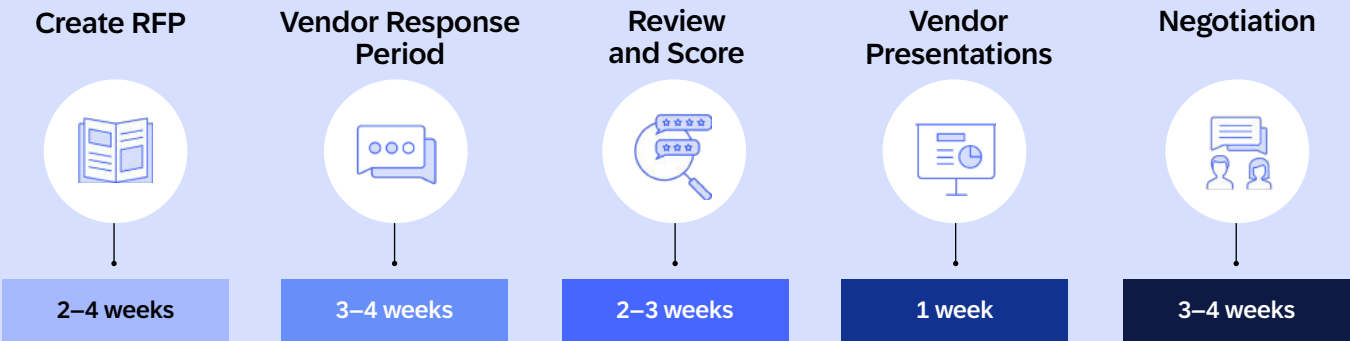 Create RFP
Vendor Response
Period
Review
and Score
Vendor
Presentations
Negotiation
2–4 weeks
3–4 weeks
2–3 weeks
1 week
3–4 weeks